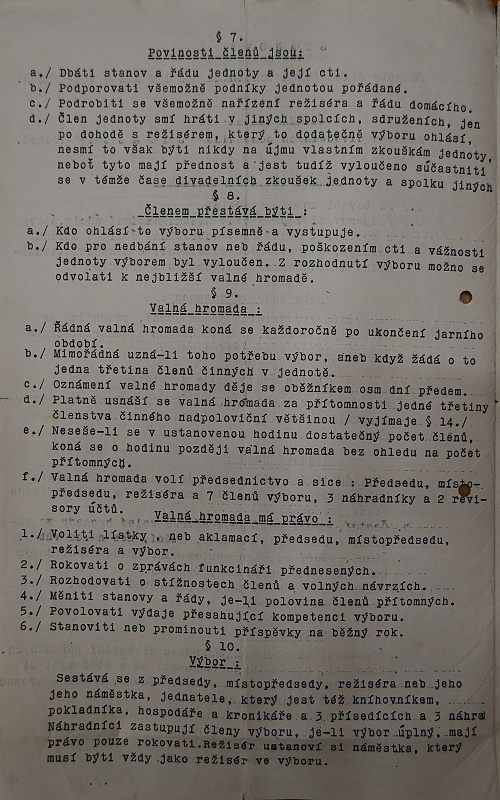 § 7.
Povinosti členů jsou:
a./ Dbáti stanov a řádu jednoty a její cti.
b./ Podporovati všemožně podniky jednotou pořádané.
c./ Podrobiti se všemožně nařízení režiséra a řádu domácího.
d./ Člen jednoty smí hráti v jiných spolcích, sdruženích, jen
po dohodě s režisérem, který to dodatečně výboru ohlásí,
nesmí to však býti nikdy na újmu vlastním zkouškám jednoty,
neboť tyto mají přednost a jest tudíž vyloučeno súčastniti
se v témže čase divadelních zkoušek jednoty a spolku jiných
§ 8.
Členem přestává býti :
a./ Kdo ohlásí to výboru písemně a vystupuje.
b./ Kdo pro nedbání stanov neb řádu, poškozením cti a vážnosti
jednoty výborem byl vyloučen. Z rozhodnutí výboru možno se
odvolati k nejbližší valné hromadě.
§ 9.
Valná hromada :
a./ Řádná valná hromada koná se každoročně po ukončení jarního
období.
b./ Mimořádná uzná-li toho potřebu výbor, aneb když žádá o to
jedna třetina členů činných v jednotě.
c./ Oznámení valné hromady děje se oběžníkem osm dní předem.
d./ Platně usnáší se valná hromada za přítomnosti jedné třetiny
členstva činného nadpoloviční většinou / vyjímaje § 14./
e./ Neseše-li se v ustanovenou hodinu dostatečný počet členů,
koná se o hodinu později valná hromada bez ohledu na počet
přítomných.
f./ Valná hromada volí předsednictvo a sice : Předsedu, místo-
předsedu, režiséra a 7 členů výboru, 3 náhradníky a 2 revi-
sory účtů.
Valná hromada má právo :
1./ Voliti lístky , neb aklamací, předsedu, místopředsedu,
režiséra a výbor.
2./ Rokovati o zprávách funkcinářů přednesených.
3./ Rozhodovati o stížnostech členů a volných návrzích.
4./ Měniti stanovy a řády, je-li polovina členů přítomných.
5./ Povolovati výdaje přesahující kompetenci výboru.
6./ Stanoviti neb prominouti příspěvky na běžný rok.
§ 10.
Výbor :
Sestává se z předsedy, místopředsedy, režiséra neb jeho
jeho náměstka, jednatele, který jest též knihovníkem,
pokladníka, hospodáře a kronikáře a 3 přísedících a 3 náhra
Náhradníci zastupují členy výboru, je-li výbor úplný, mají
právo pouze rokovati.Režisér ustanoví si náměstka, který
musí býti vždy jako režisér ve výboru.